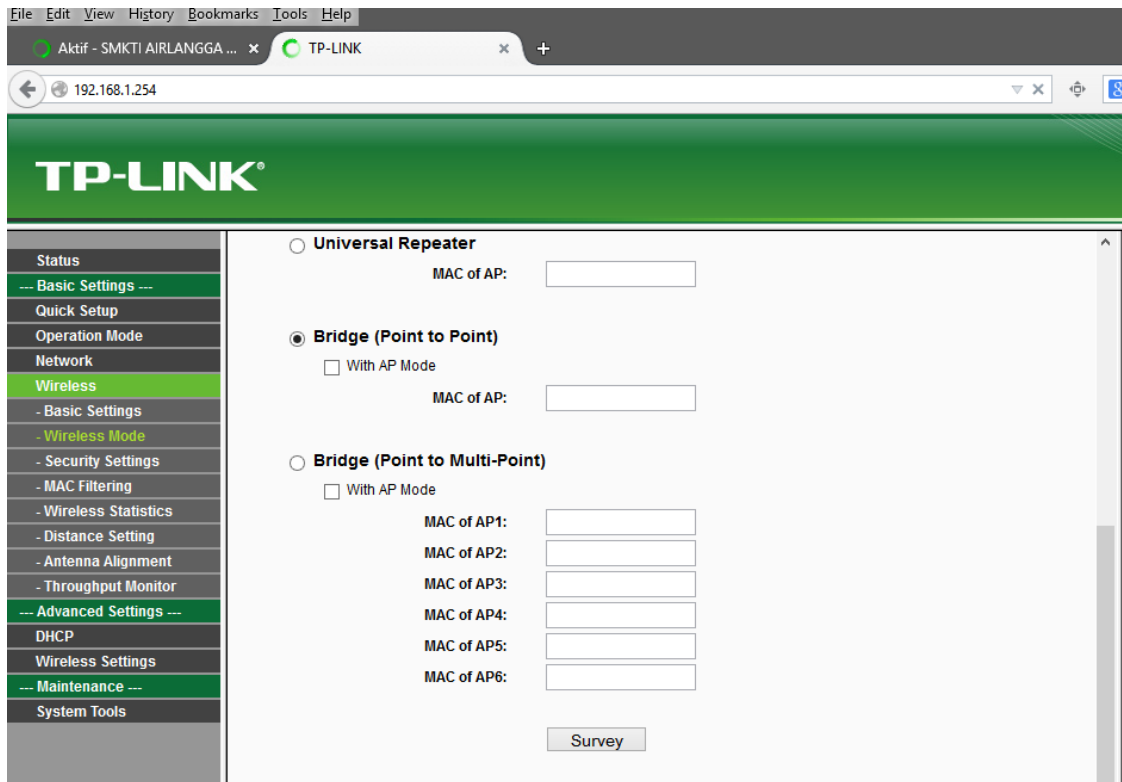 File Edit View History Bookmarks Tools Help
Aktif - SMKTI AIRLANGGA ... × TP-LINK × +
192.168.1.254
TP-LINK®
Status
--- Basic Settings ---
Quick Setup
Operation Mode
Network
Wireless
- Basic Settings
- Wireless Mode
- Security Settings
- MAC Filtering
- Wireless Statistics
- Distance Setting
- Antenna Alignment
- Throughput Monitor
--- Advanced Settings ---
DHCP
Wireless Settings
--- Maintenance ---
System Tools
Universal Repeater
MAC of AP:
Bridge (Point to Point)
With AP Mode
MAC of AP:
Bridge (Point to Multi-Point)
With AP Mode
MAC of AP1:
MAC of AP2:
MAC of AP3:
MAC of AP4:
MAC of AP5:
MAC of AP6:
Survey